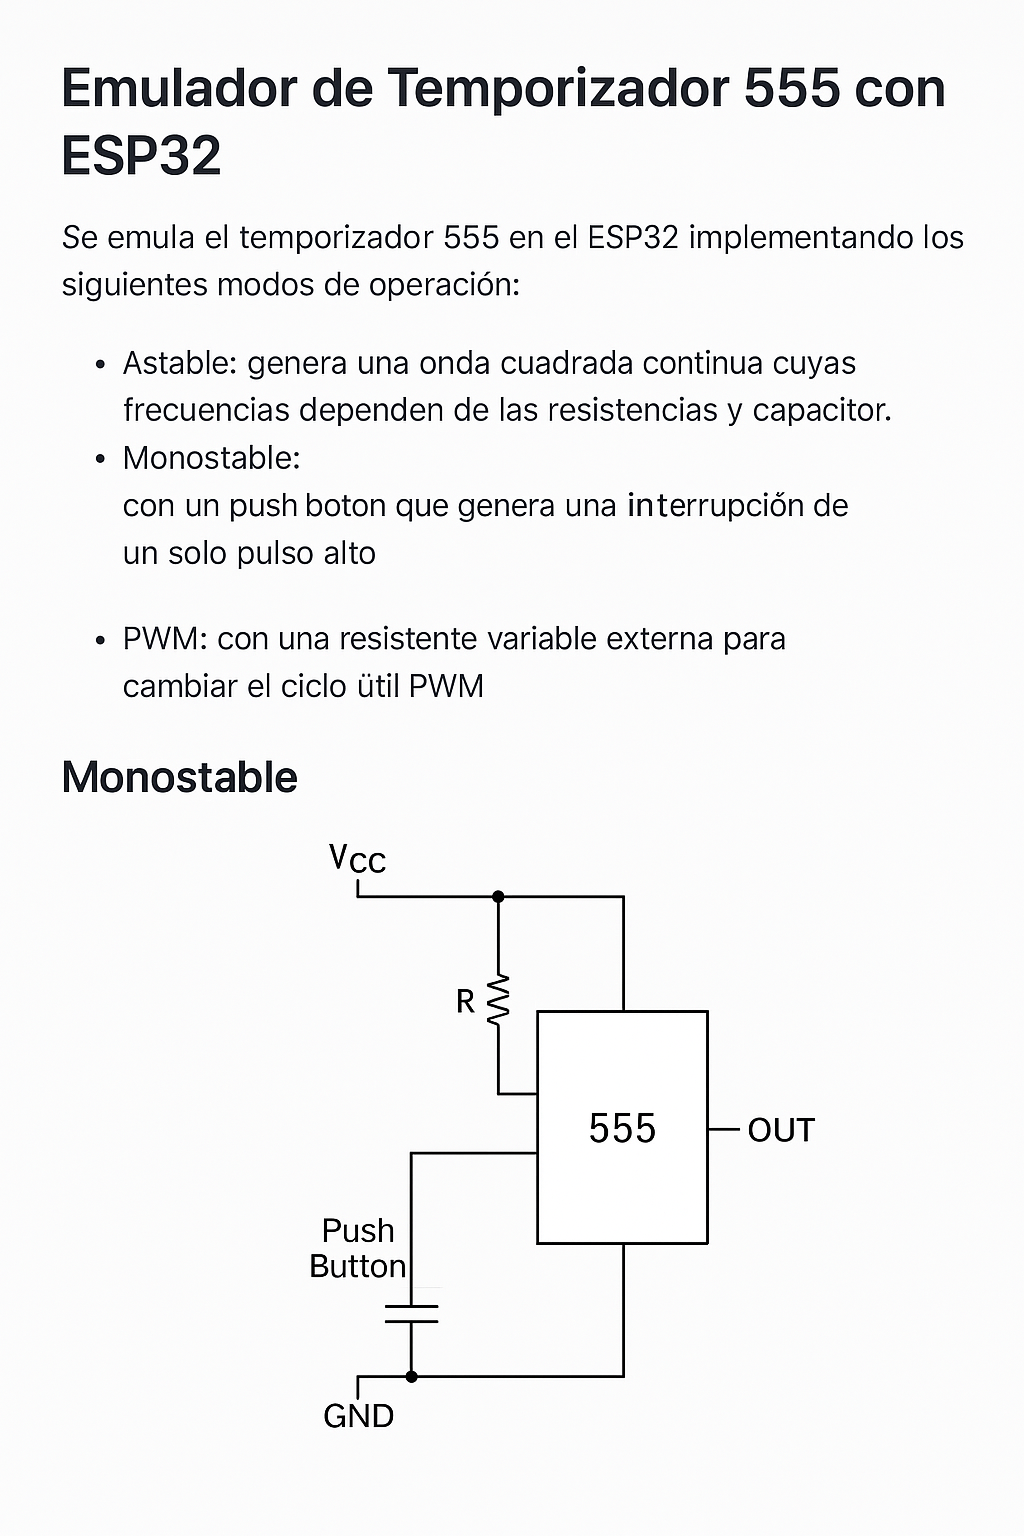 Emulador de Temporizador 555 con
ESP32
Se emula el temporizador 555 en el ESP32 implementando los
siguientes modos de operación:
• Astable: genera una onda cuadrada continua cuyas
frecuencias dependen de las resistencias y capacitor.
• Monostable:
con un push boton que genera una interrupción de
un solo pulso alto
• PWM: con una resistente variable externa para
cambiar el ciclo ütil PWM
Monostable
Vcc
R
555
OUT
Push
Button
GND